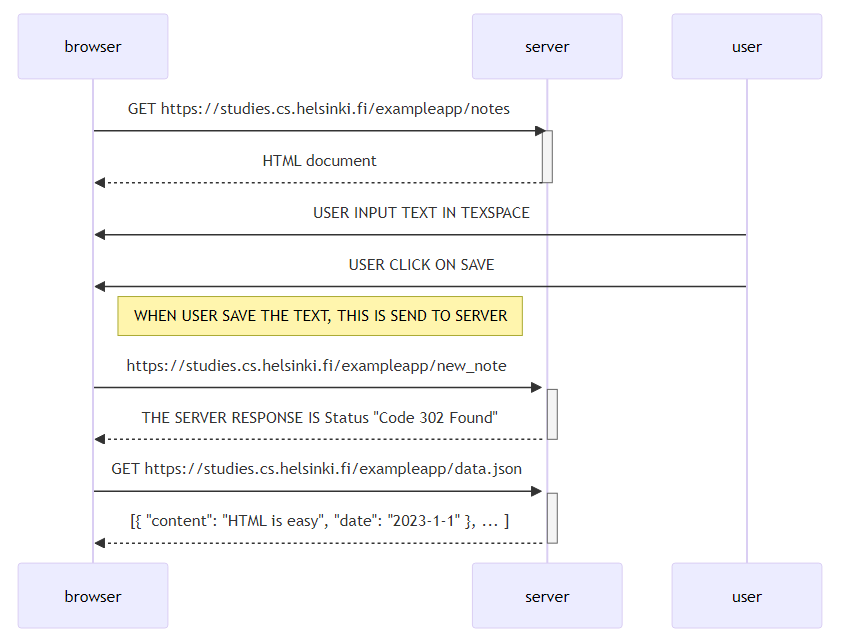 browser
server
user
GET https://studies.cs.helsinki.fi/exampleapp/notes
HTML document
USER INPUT TEXT IN TEXSPACE
USER CLICK ON SAVE
WHEN USER SAVE THE TEXT, THIS IS SEND TO SERVER
https://studies.cs.helsinki.fi/exampleapp/new_note
THE SERVER RESPONSE IS Status "Code 302 Found"
GET https://studies.cs.helsinki.fi/exampleapp/data.json
[{ "content": "HTML is easy", "date": "2023-1-1" }, ... ]
browser
server
user